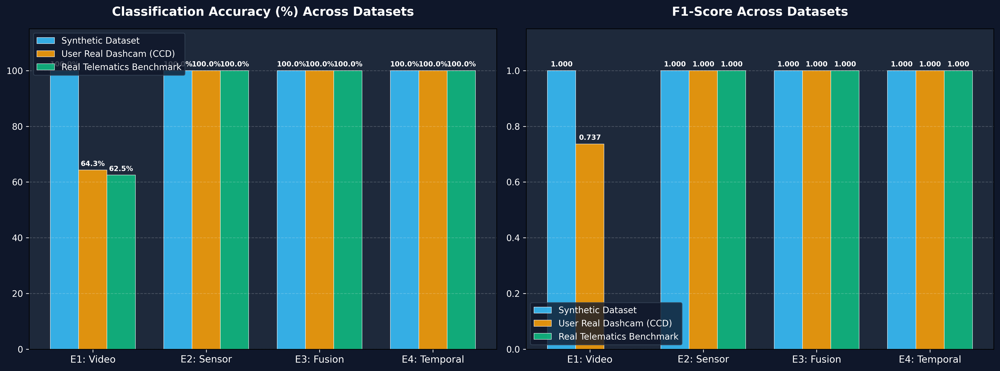 Classification Accuracy (%) Across Datasets
Synthetic Dataset
User Real Dashcam (CCD)
Real Telematics Benchmark
100.0% 100.0% 100.0% 100.0% 100.0% 100.0% 100.0% 100.0% 100.0% 100.0%
64.3% 62.5%
100
80
60
40
20
0
E1: Video E2: Sensor E3: Fusion E4: Temporal
F1-Score Across Datasets
1.000 1.000 1.000 1.000 1.000 1.000 1.000 1.000 1.000 1.000
0.737
1.0
0.8
0.6
0.4
0.2
0.0
Synthetic Dataset
User Real Dashcam (CCD)
Real Telematics Benchmark
E1: Video E2: Sensor E3: Fusion E4: Temporal